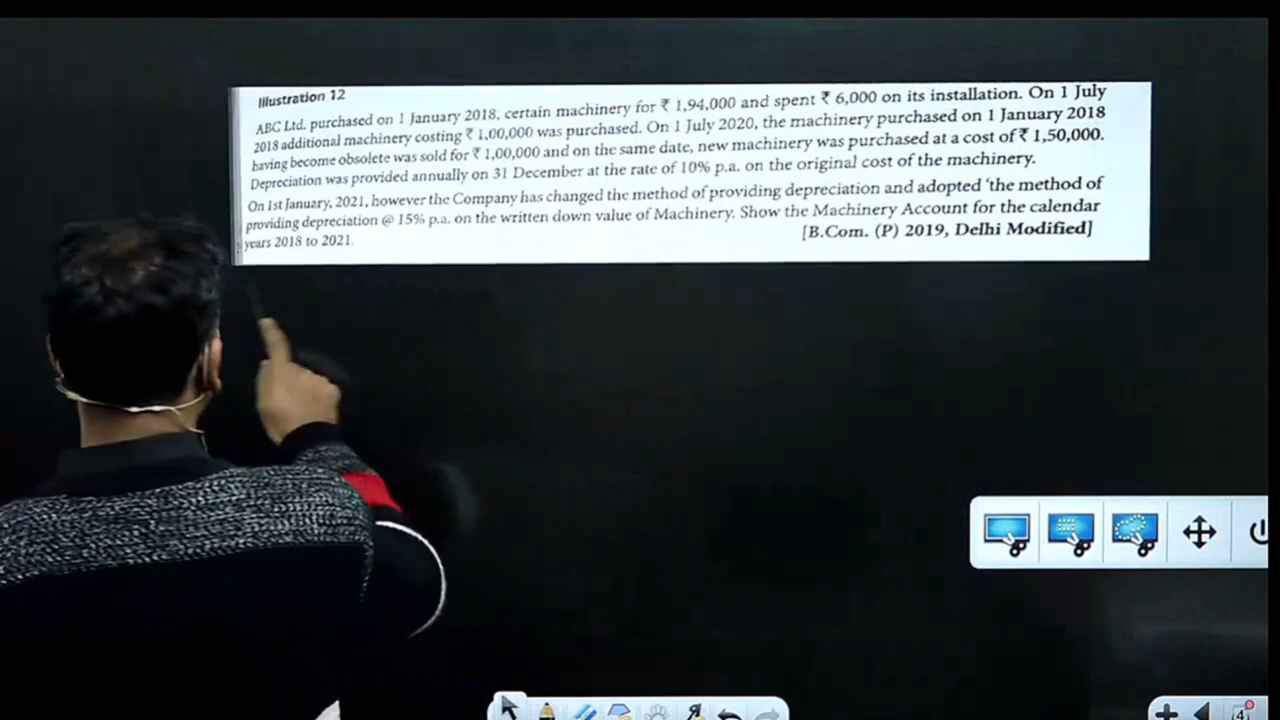 Illustration 12
ABC Ltd. purchased on 1 January 2018, certain machinery for ₹ 1,94,000 and spent ₹ 6,000 on its installation. On 1 July
2018 additional machinery costing ₹ 1,00,000 was purchased. On 1 July 2020, the machinery purchased on 1 January 2018
having become obsolete was sold for ₹ 1,00,000 and on the same date, new machinery was purchased at a cost of ₹ 1,50,000.
Depreciation was provided annually on 31 December at the rate of 10% p.a. on the original cost of the machinery.
On 1st January, 2021, however the Company has changed the method of providing depreciation and adopted 'the method of
providing depreciation @ 15% p.a. on the written down value of Machinery. Show the Machinery Account for the calendar
years 2018 to 2021.
[B.Com. (P) 2019, Delhi Modified]